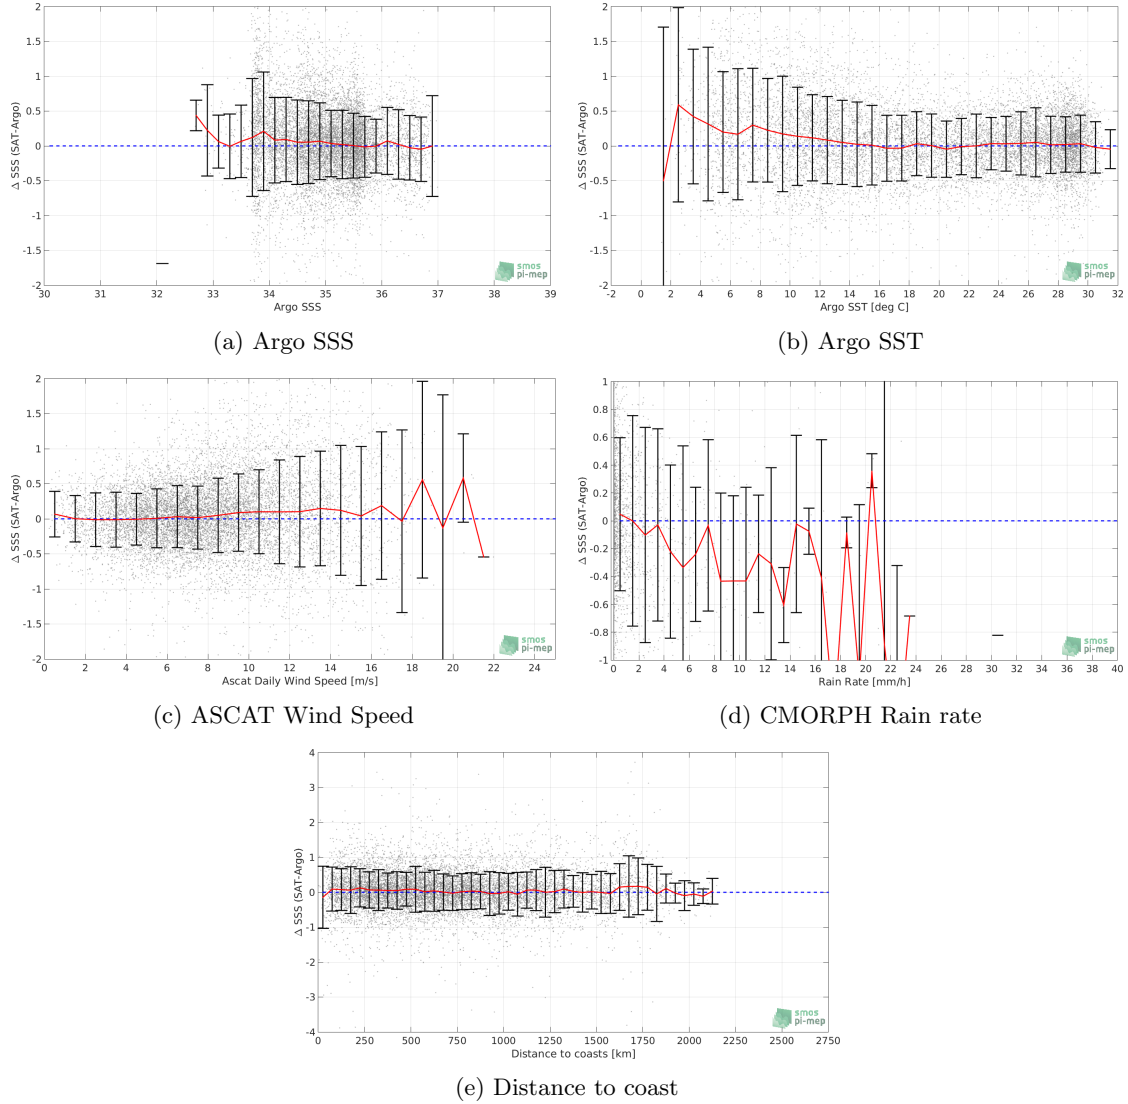 2
1.5
1
0.5
0
-0.5
-1
-1.5
-2
30 31 32 33 34 35 36 37 38 39
Δ SSS (SAT-Argo)
Argo SSS
smos
pi-mep
(a) Argo SSS
2
1.5
1
0.5
0
-0.5
-1
-1.5
-2
-2 0 2 4 6 8 10 12 14 16 18 20 22 24 26 28 30 32
Δ SSS (SAT-Argo)
Argo SST [deg C]
smos
pi-mep
(b) Argo SST
2
1.5
1
0.5
0
-0.5
-1
-1.5
-2
0 2 4 6 8 10 12 14 16 18 20 22 24
Δ SSS (SAT-Argo)
Ascat Daily Wind Speed [m/s]
smos
pi-mep
(c) ASCAT Wind Speed
1
0.8
0.6
0.4
0.2
0
-0.2
-0.4
-0.6
-0.8
-1
0 2 4 6 8 10 12 14 16 18 20 22 24 26 28 30 32 34 36 38 40
Δ SSS (SAT-Argo)
Rain Rate [mm/h]
smos
pi-mep
(d) CMORPH Rain rate
4
3
2
1
0
-1
-2
-3
-4
0 250 500 750 1000 1250 1500 1750 2000 2250 2500 2750
Δ SSS (SAT-Argo)
Distance to coasts [km]
smos
pi-mep
(e) Distance to coast